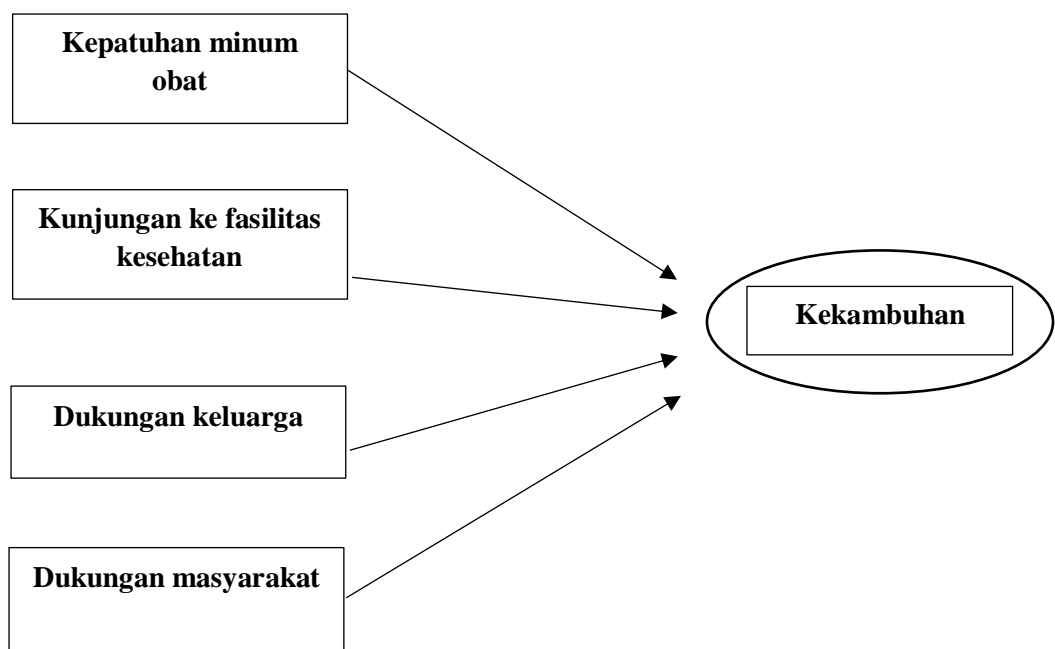 Kepatuhan minum
obat
Kunjungan ke fasilitas
kesehatan
Kekambuhan
Dukungan keluarga
Dukungan masyarakat